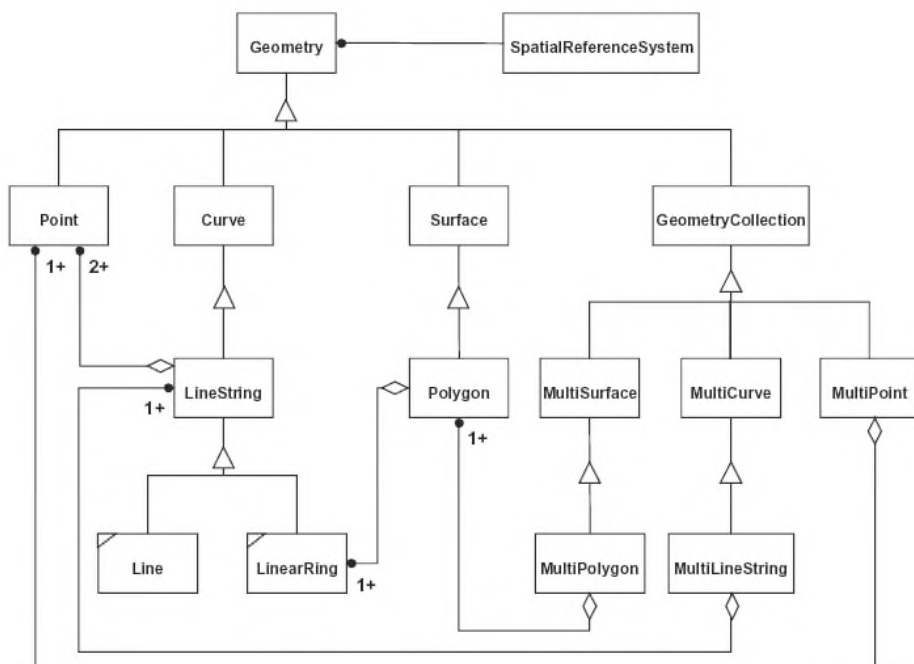 Geometry
SpatialReferenceSystem
Point
Curve
Surface
GeometryCollection
1+
2+
LineString
1+
Polygon
1+
MultiSurface
MultiCurve
MultiPoint
Line
LinearRing
1+
MultiPolygon
MultiLineString